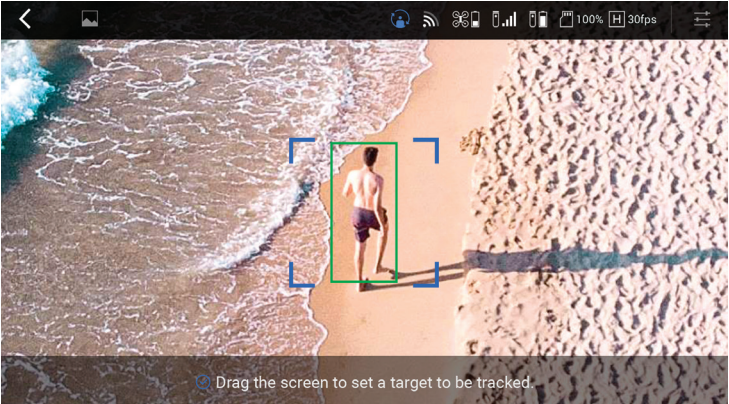 100% H 30fps
Drag the screen to set a target to be tracked.